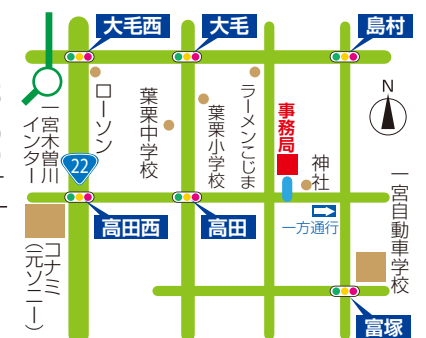 大毛西
大毛
島村
N
一宮木曽川
インター
ローソン
葉栗中学校
葉栗小学校
ラーメンこじま
事務局
神社
22
一方通行
高田西
高田
コナミ
(元ソニー)
一宮自動車学校
富塚